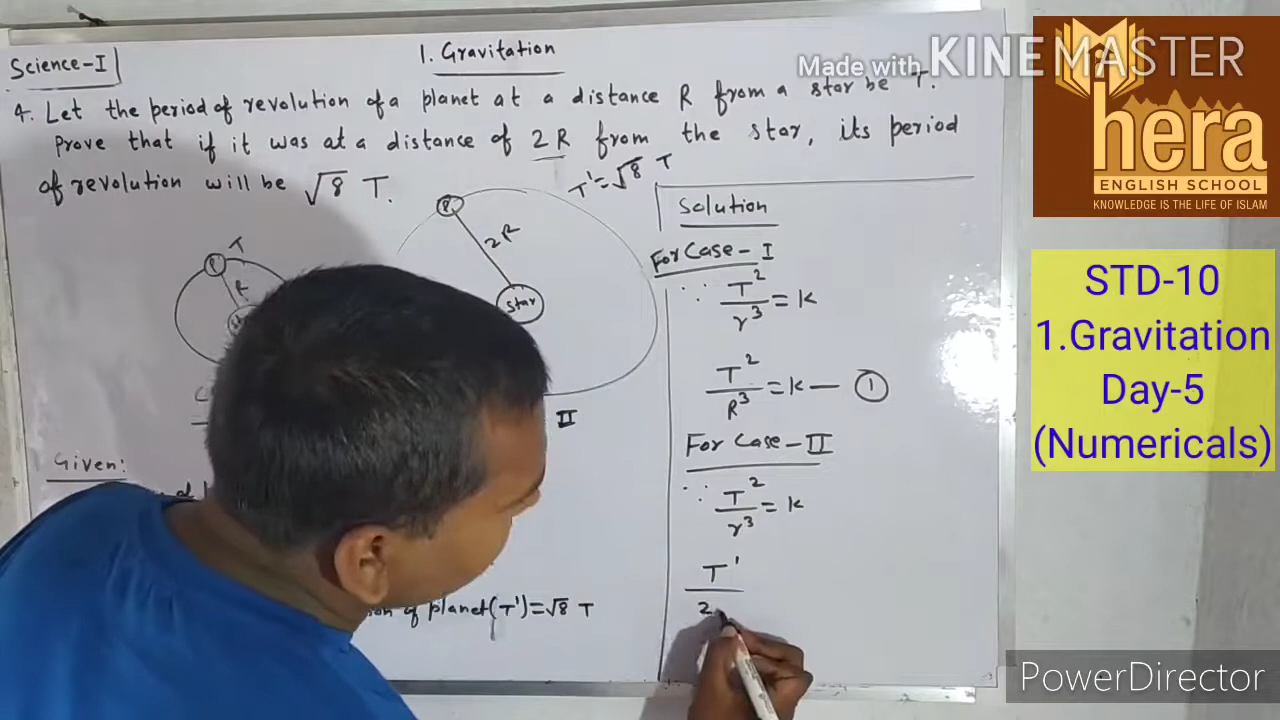 Science-I
1. Gravitation
4. Let the period of revolution of a planet at a distance R from a star be T.
Prove that if it was at a distance of 2R from the star, its period
of revolution will be √8 T.
T' = √8 T
P
T
R
P
2R
star
II
Given:
of planet (T') = √8 T
Solution
For Case - I
∵ T²/r³ = k
T²/R³ = k — ①
For Case - II
∵ T²/r³ = k
T'
2
Made with KINEMASTER
hera
ENGLISH SCHOOL
KNOWLEDGE IS THE LIFE OF ISLAM
STD-10
1.Gravitation
Day-5
(Numericals)
PowerDirector